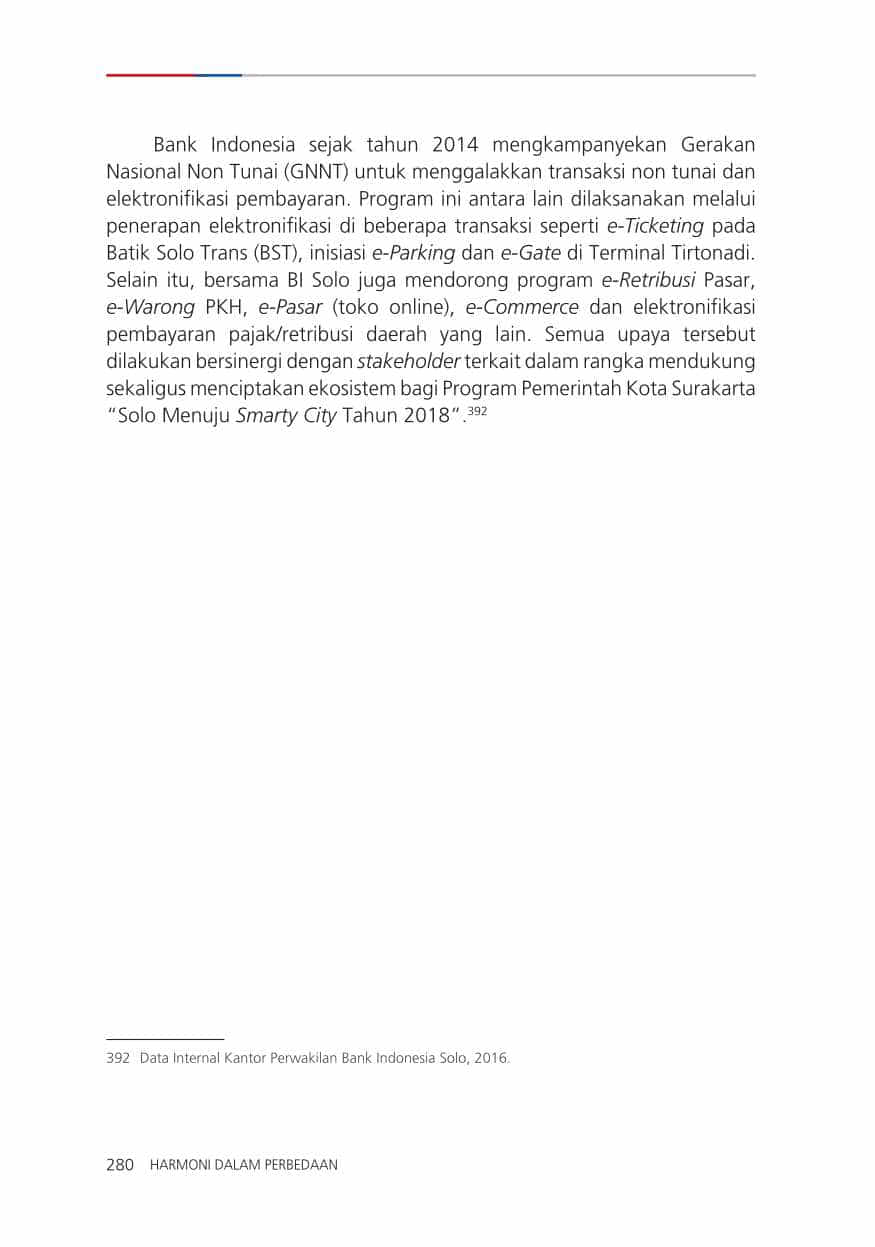 Bank Indonesia sejak tahun 2014 mengkampanyekan Gerakan
Nasional Non Tunai (GNNT) untuk menggalakkan transaksi non tunai dan
elektronifikasi pembayaran. Program ini antara lain dilaksanakan melalui
penerapan elektronifikasi di beberapa transaksi seperti e-Ticketing pada
Batik Solo Trans (BST), inisiasi e-Parking dan e-Gate di Terminal Tirtonadi.
Selain itu, bersama BI Solo juga mendorong program e-Retribusi Pasar,
e-Warong PKH, e-Pasar (toko online), e-Commerce dan elektronifikasi
pembayaran pajak/retribusi daerah yang lain. Semua upaya tersebut
dilakukan bersinergi dengan stakeholder terkait dalam rangka mendukung
sekaligus menciptakan ekosistem bagi Program Pemerintah Kota Surakarta
“Solo Menuju Smarty City Tahun 2018”.392
392 Data Internal Kantor Perwakilan Bank Indonesia Solo, 2016.
280 HARMONI DALAM PERBEDAAN